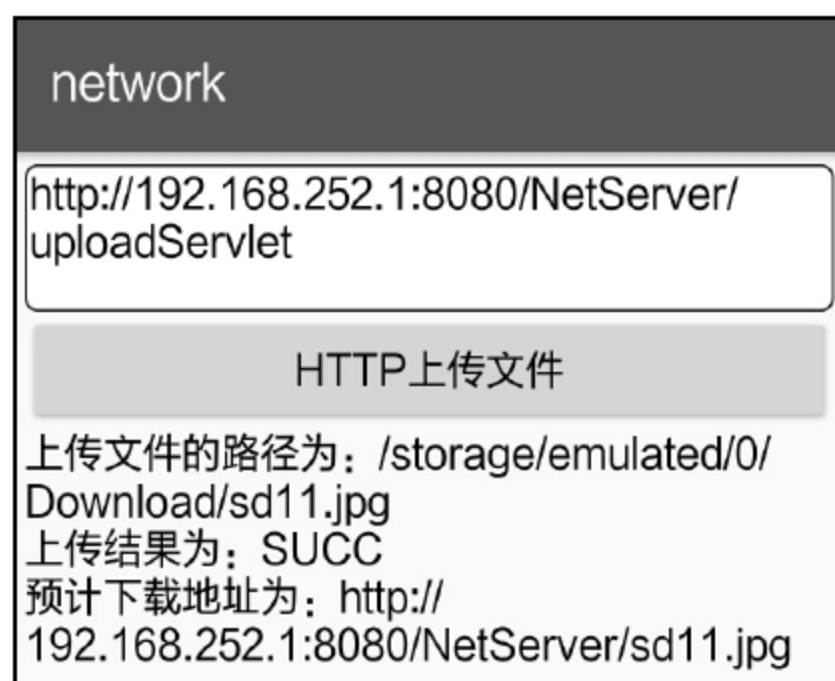 network
http://192.168.252.1:8080/NetServer/
uploadServlet
HTTP上传文件
上传文件的路径为：/storage/emulated/0/
Download/sd11.jpg
上传结果为：SUCC
预计下载地址为：http://
192.168.252.1:8080/NetServer/sd11.jpg